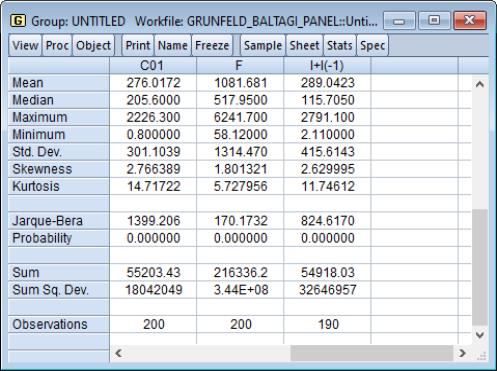 Group: UNTITLED Workfile: GRUNFELD_BALTAGI_PANEL::Unti...
View Proc Object Print Name Freeze Sample Sheet Stats Spec
C01 F I+I(-1)
Mean 276.0172 1081.681 289.0423
Median 205.6000 517.9500 115.7050
Maximum 2226.300 6241.700 2791.100
Minimum 0.800000 58.12000 2.110000
Std. Dev. 301.1039 1314.470 415.6143
Skewness 2.766389 1.801321 2.629995
Kurtosis 14.71722 5.727956 11.74612
Jarque-Bera 1399.206 170.1732 824.6170
Probability 0.000000 0.000000 0.000000
Sum 55203.43 216336.2 54918.03
Sum Sq. Dev. 18042049 3.44E+08 32646957
Observations 200 200 190